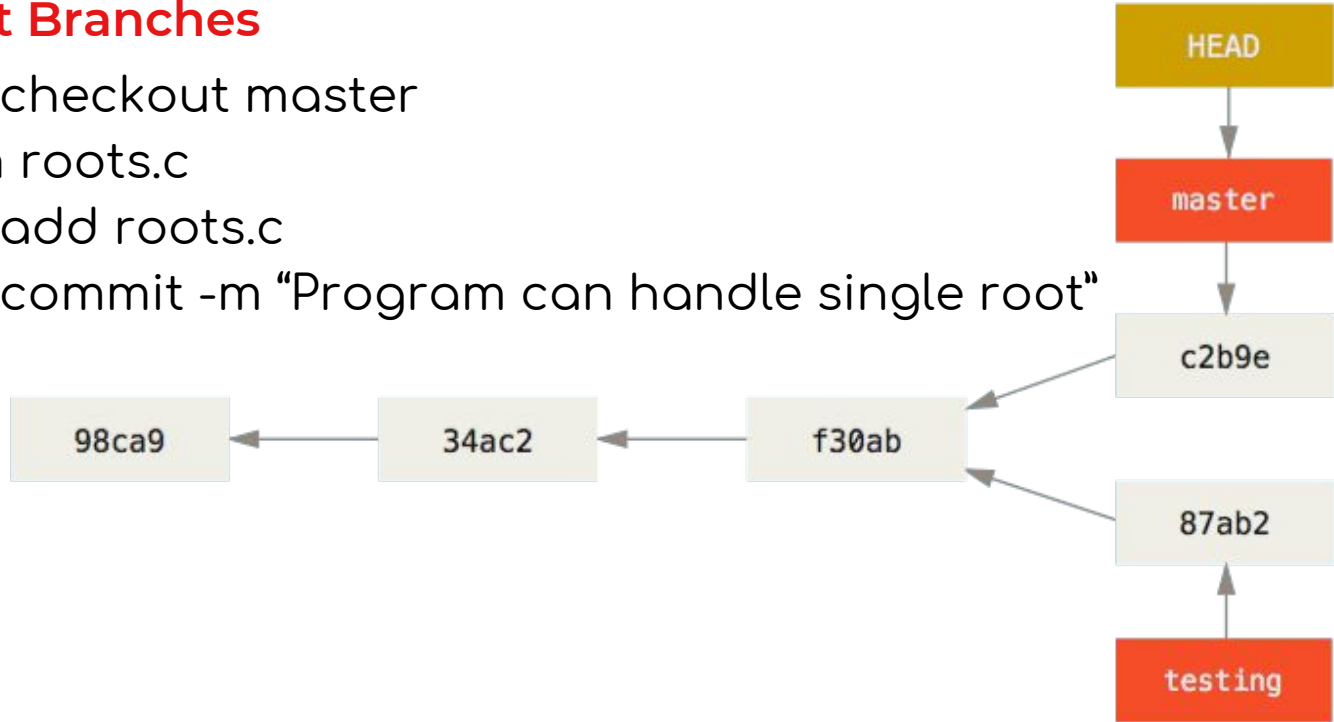 t Branches
checkout master
n roots.c
add roots.c
commit -m “Program can handle single root”
HEAD
master
c2b9e
98ca9
34ac2
f30ab
87ab2
testing